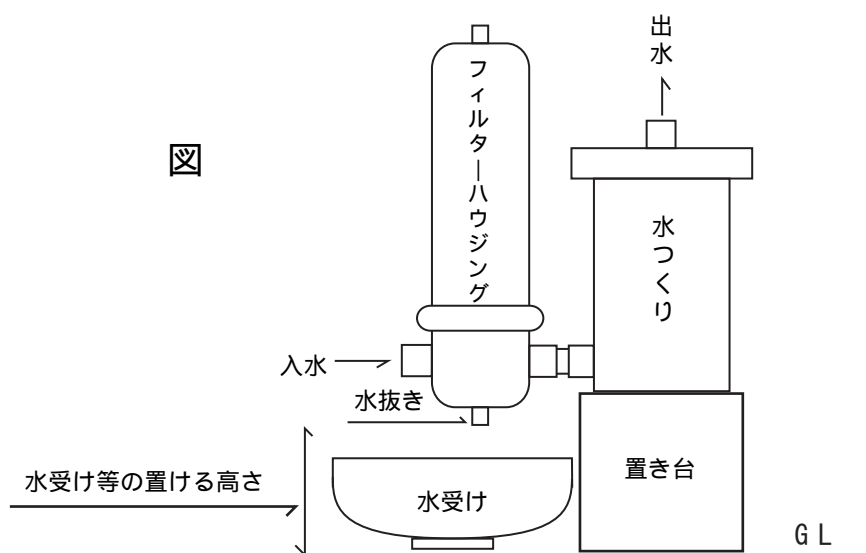 図
フィルターハウジング
出水
水つくり
入水
水抜き
水受け等の置ける高さ
水受け
置き台
GL